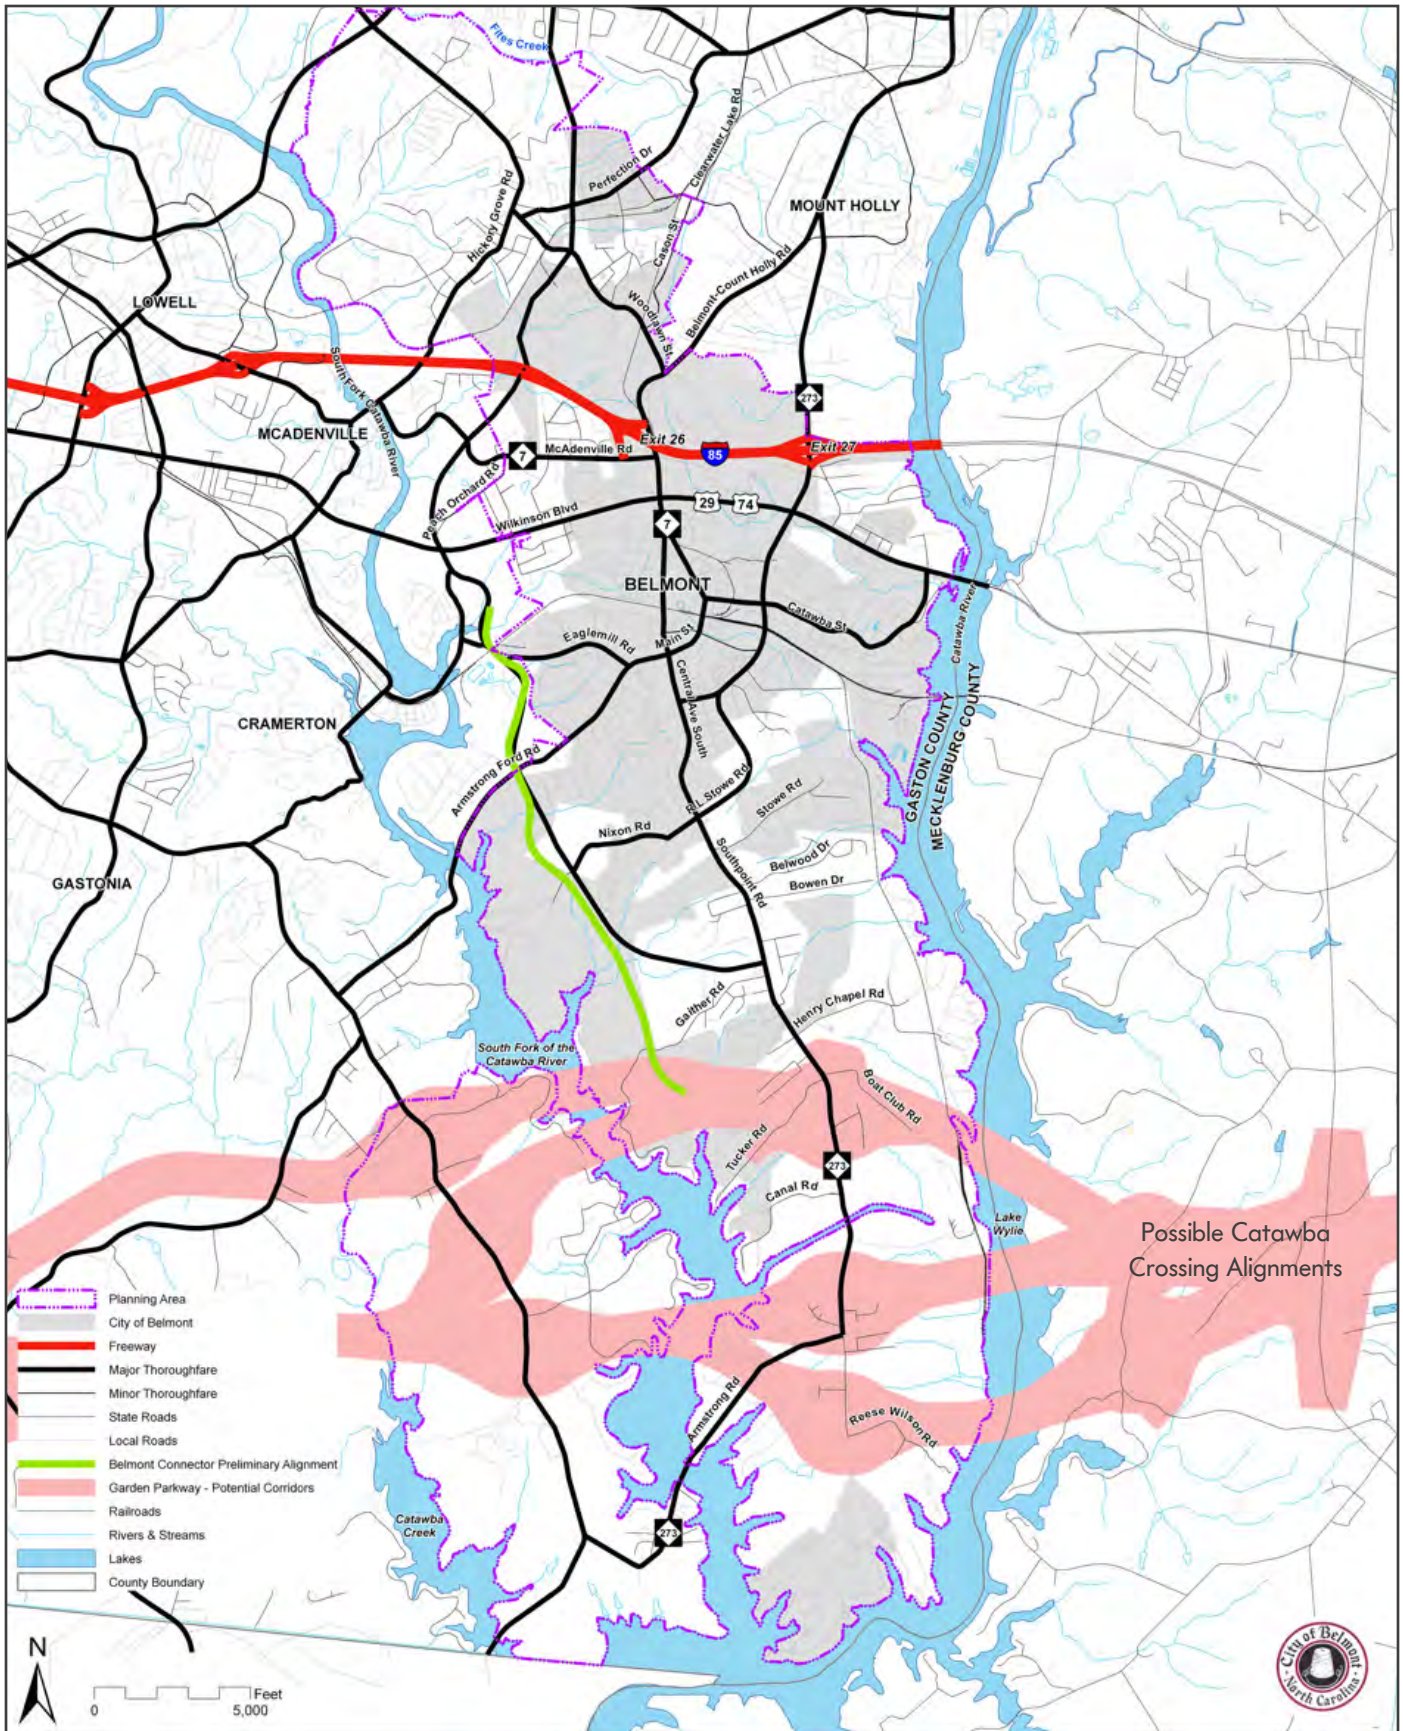 Fites Creek
Clearwater Lake Rd
Perfection Dr
Hickory Grove Rd
MOUNT HOLLY
Cason St
Belmont-Count Holly Rd
LOWELL
Woodlawn St
South Fork Catawba River
273
MCADENVILLE
Exit 26
Exit 27
McAdenville Rd
7
85
Peach Orchard Rd
29
74
Wilkinson Blvd
7
BELMONT
Catawba St
Catawba River
Eaglemill Rd
Main St
Central Ave South
GASTON COUNTY
MECKLENBURG COUNTY
CRAMERTON
Armstrong Ford Rd
R L Stowe Rd
Stowe Rd
Nixon Rd
Belwood Dr
Southpoint Rd
Bowen Dr
GASTONIA
Gaither Rd
Henry Chapel Rd
South Fork of the
Catawba River
Boat Club Rd
Tucker Rd
273
Canal Rd
Lake
Wylie
Possible Catawba
Crossing Alignments
Armstrong Rd
Reese Wilson Rd
Catawba
Creek
273
Planning Area
City of Belmont
Freeway
Major Thoroughfare
Minor Thoroughfare
State Roads
Local Roads
Belmont Connector Preliminary Alignment
Garden Parkway - Potential Corridors
Railroads
Rivers & Streams
Lakes
County Boundary
N
Feet
0
5,000
City of Belmont
North Carolina